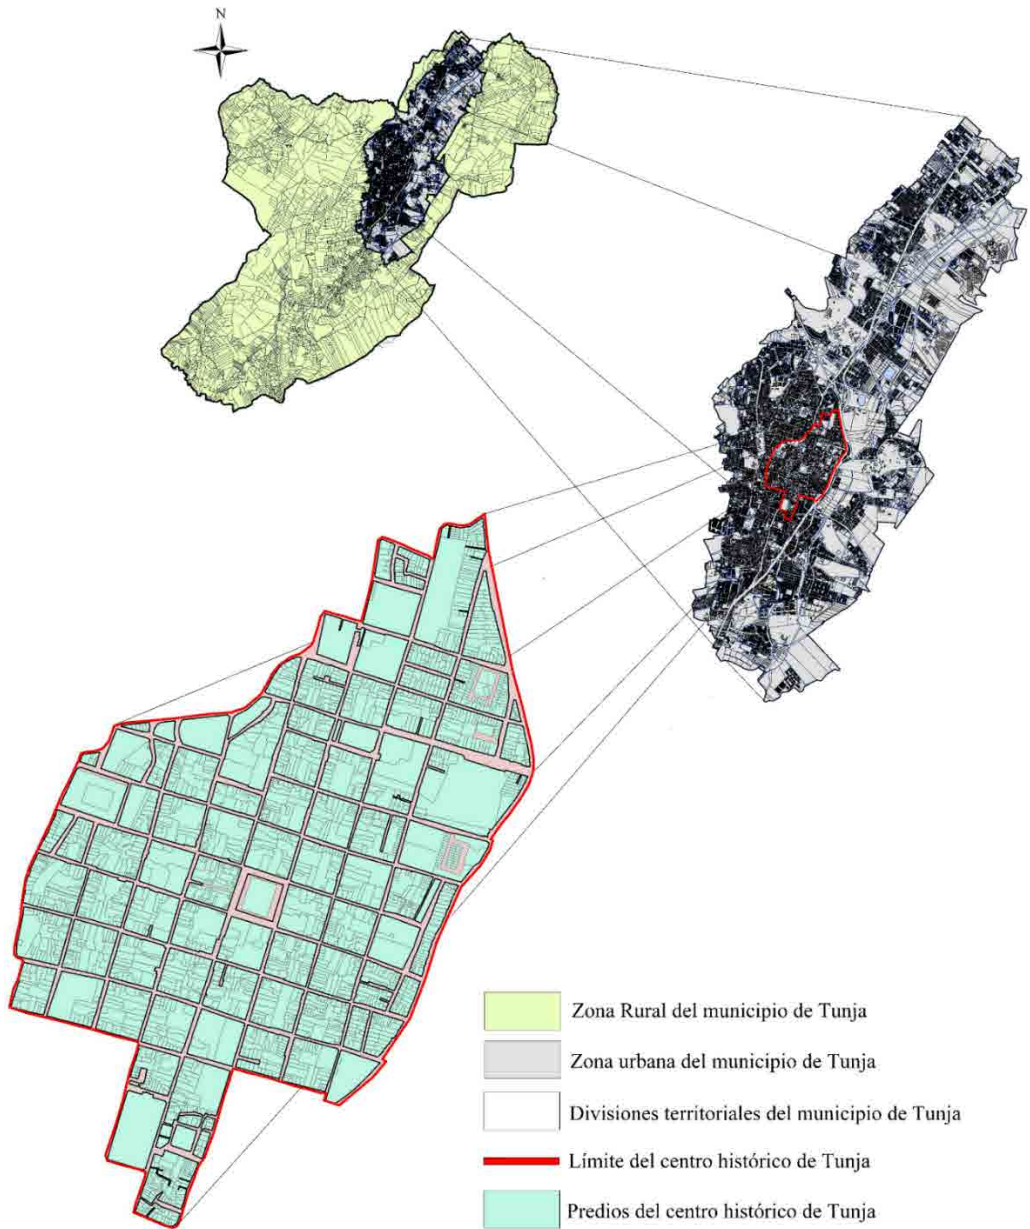 N
Zona Rural del municipio de Tunja
Zona urbana del municipio de Tunja
Divisiones territoriales del municipio de Tunja
Límite del centro histórico de Tunja
Predios del centro histórico de Tunja